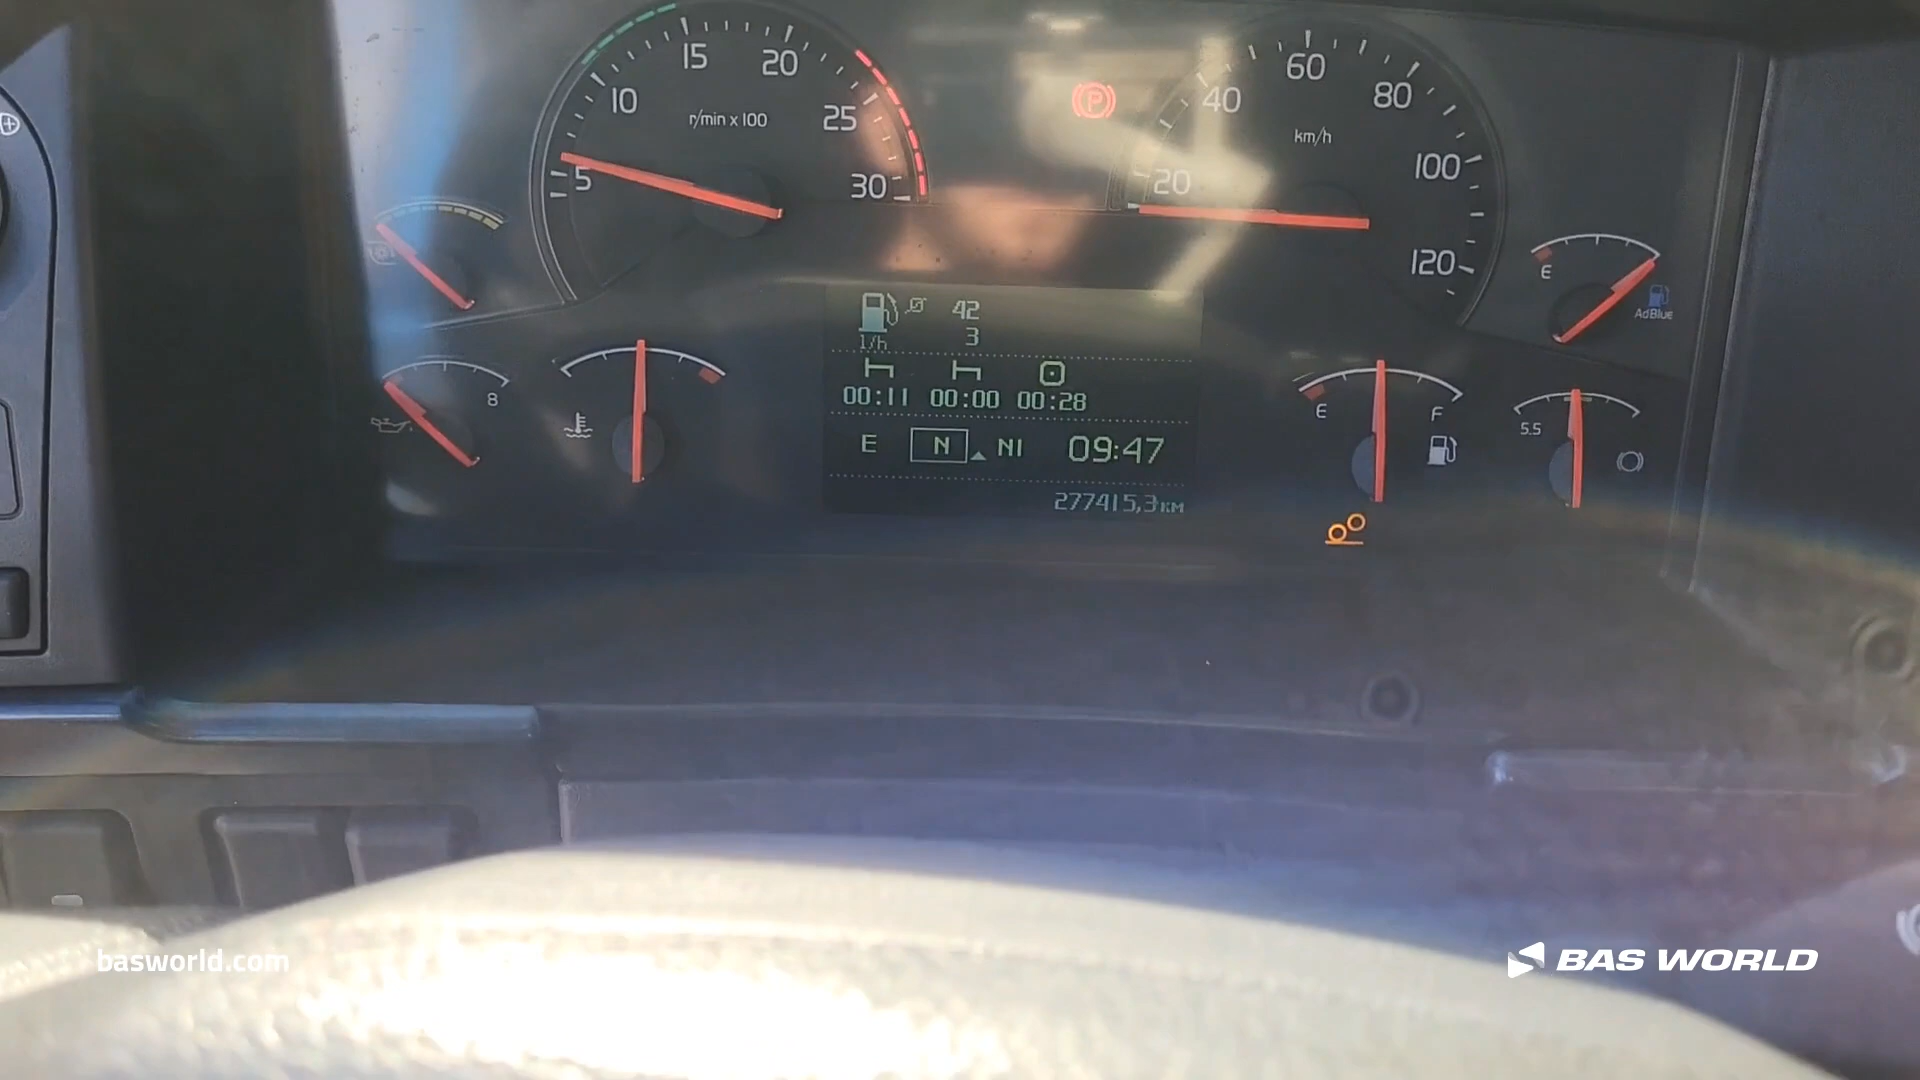 5
10
15
20
25
30
r/min x 100
P
20
40
60
80
100
120
km/h
E
AdBlue
42
l/h 3
8
00:11 00:00 00:28
E N NI 09:47
277415,3 KM
E F
5.5
basworld.com
BAS WORLD